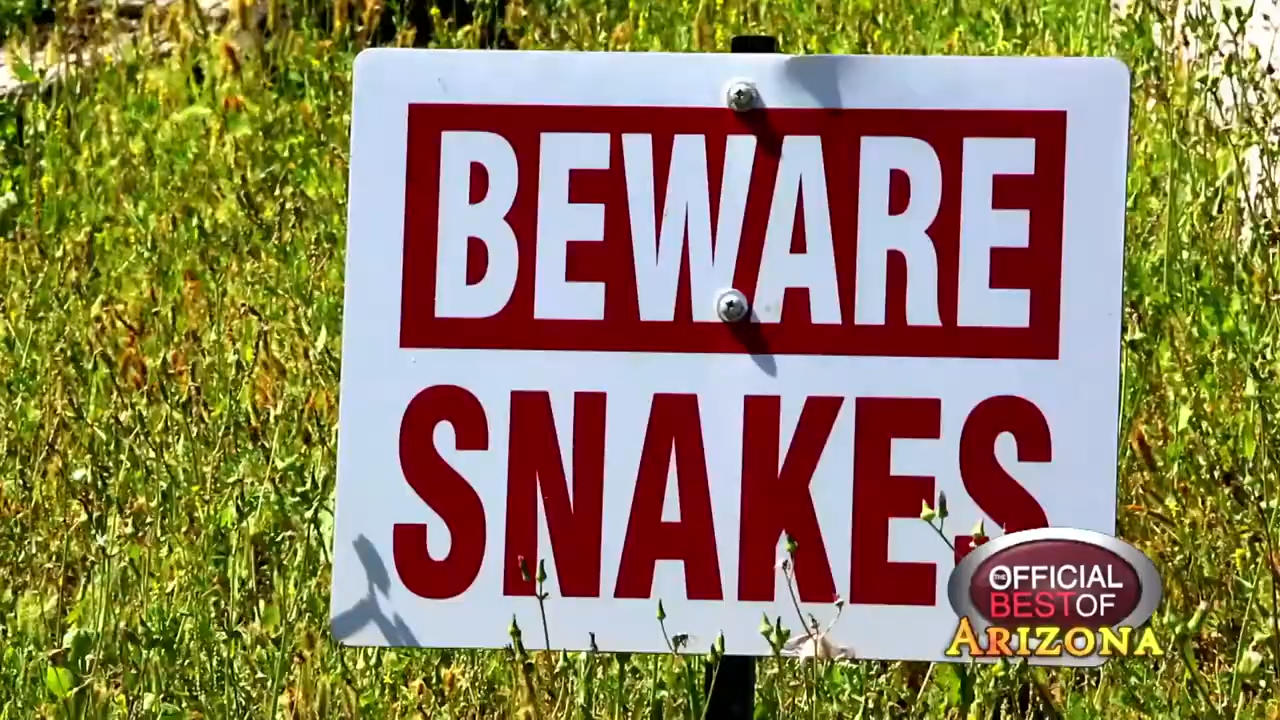 BEWARE
SNAKES
THE OFFICIAL
BEST OF
ARIZONA